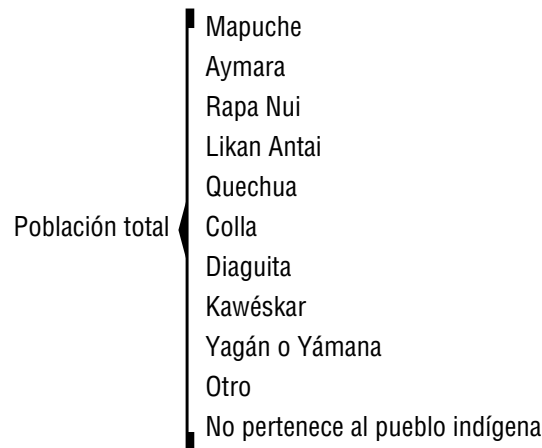 Mapuche
Aymara
Rapa Nui
Likan Antai
Quechua
Población total
Colla
Diaguita
Kawéskar
Yagán o Yámana
Otro
No pertenece al pueblo indígena